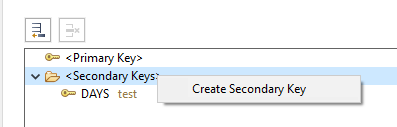 <Primary Key>
<Secondary Keys>
Create Secondary Key
DAYS test